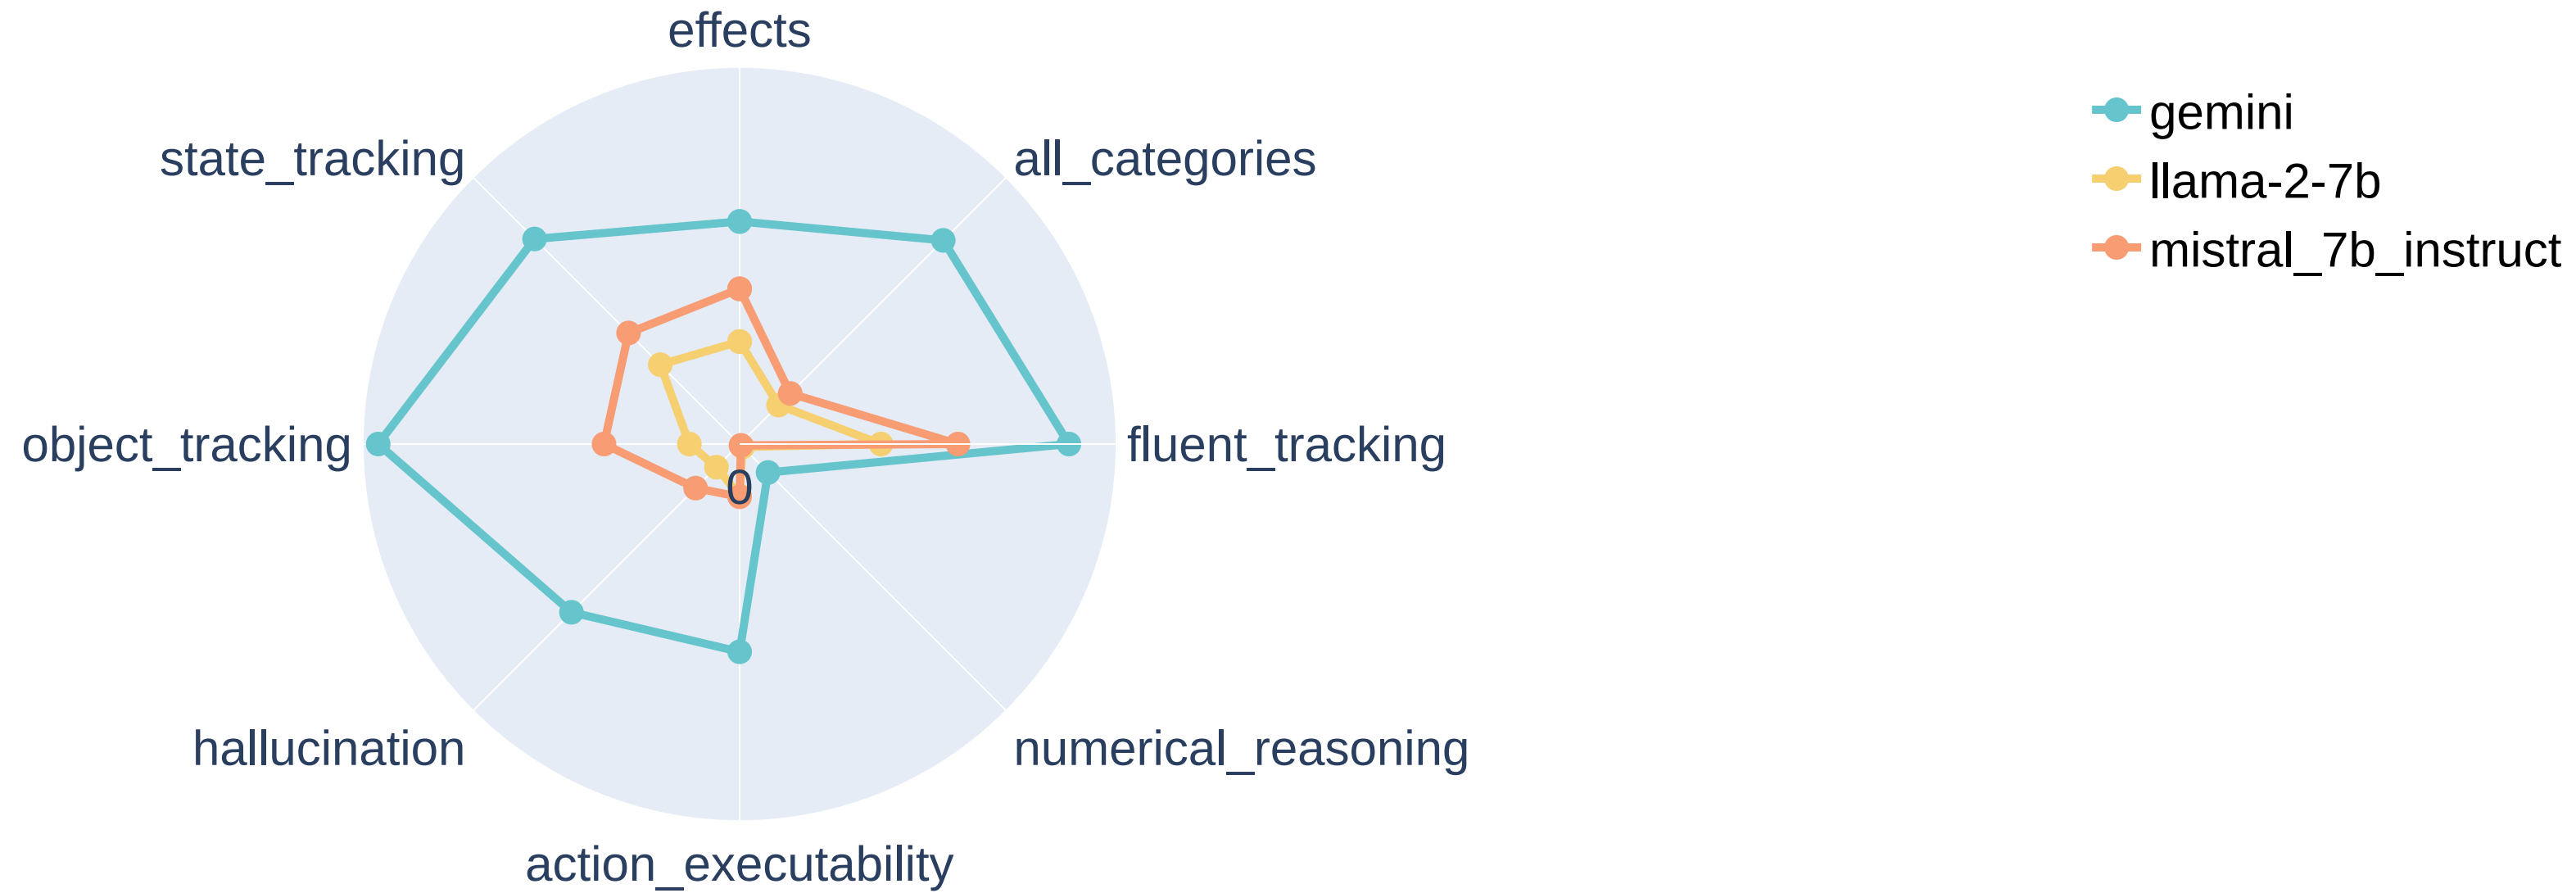 effects
state_tracking
all_categories
object_tracking
fluent_tracking
0
hallucination
numerical_reasoning
action_executability
gemini
llama-2-7b
mistral_7b_instruct